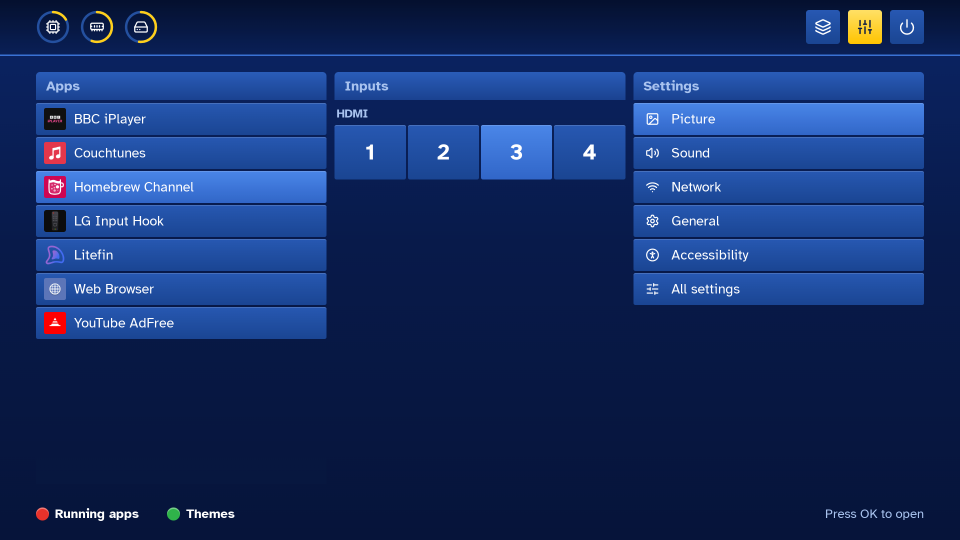 Apps
BBC iPlayer
Couchtunes
Homebrew Channel
LG Input Hook
Litefin
Web Browser
YouTube AdFree
Inputs
HDMI
1 2 3 4
Settings
Picture
Sound
Network
General
Accessibility
All settings
Running apps
Themes
Press OK to open